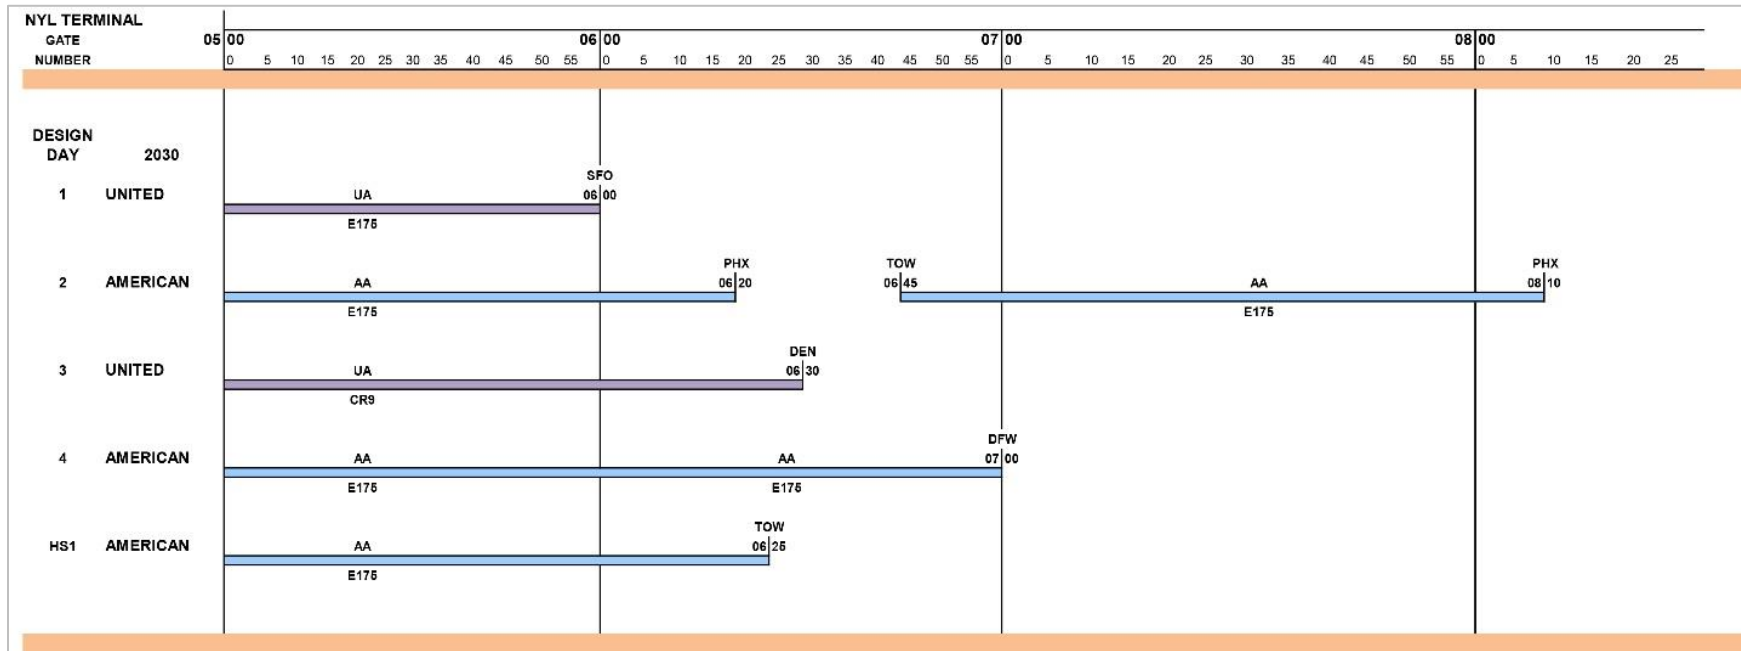 NYL TERMINAL
GATE 05 00 06 00 07 00 08 00
NUMBER 0 5 10 15 20 25 30 35 40 45 50 55 0 5 10 15 20 25 30 35 40 45 50 55 0 5 10 15 20 25 30 35 40 45 50 55 0 5 10 15 20 25
DESIGN
DAY 2030
SFO
1 UNITED UA 06 00
E175
PHX TOW PHX
2 AMERICAN AA 06 20 06 45 AA 08 10
E175 E175
DEN
3 UNITED UA 06 30
CR9
DFW
4 AMERICAN AA AA 07 00
E175 E175
TOW
HS1 AMERICAN AA 06 25
E175